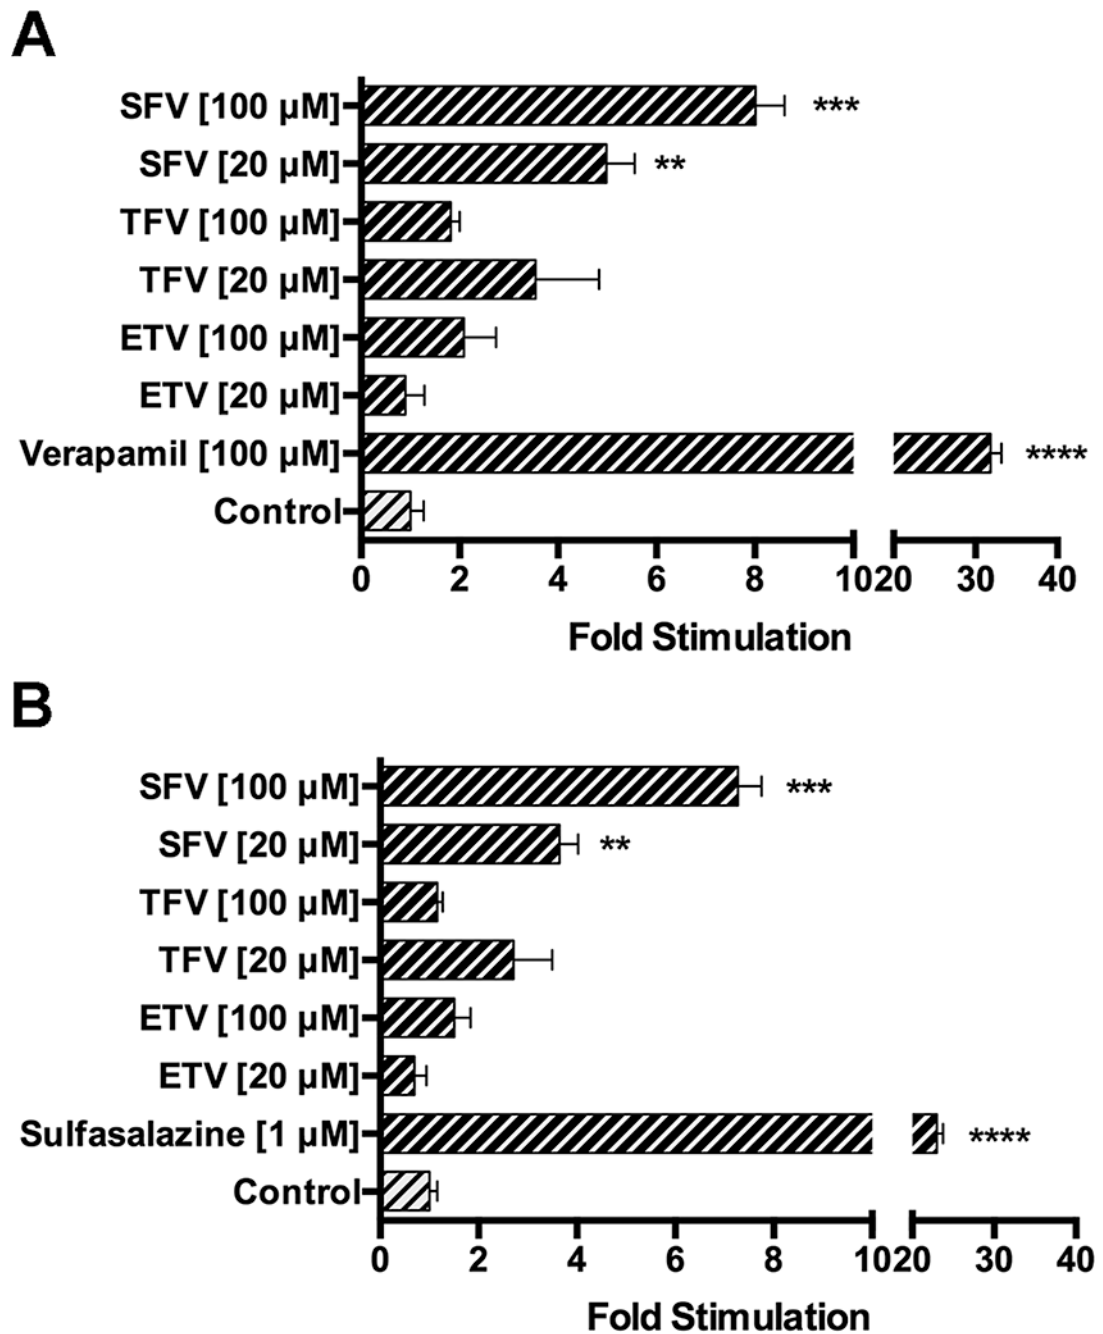 A
SFV [100 µM] ***
SFV [20 µM] **
TFV [100 µM]
TFV [20 µM]
ETV [100 µM]
ETV [20 µM]
Verapamil [100 µM] ****
Control
0 2 4 6 8 10 20 30 40
Fold Stimulation
B
SFV [100 µM] ***
SFV [20 µM] **
TFV [100 µM]
TFV [20 µM]
ETV [100 µM]
ETV [20 µM]
Sulfasalazine [1 µM] ****
Control
0 2 4 6 8 10 20 30 40
Fold Stimulation